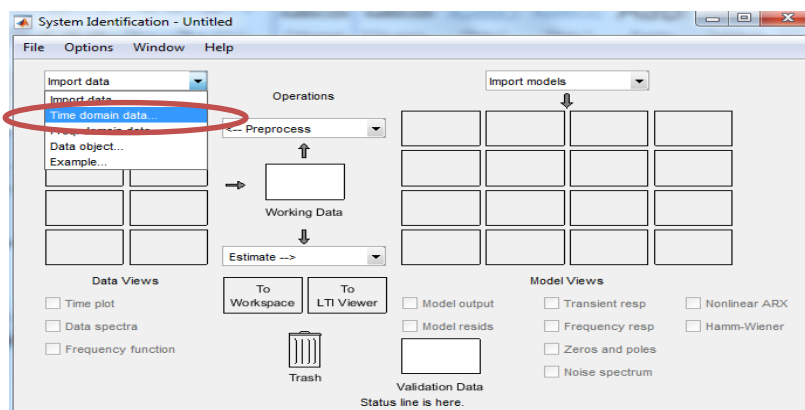 System Identification - Untitled
File Options Window Help
Import data
Import data
Time domain data...
Freq. domain data...
Data object...
Example...
Operations
<-- Preprocess
Working Data
Estimate -->
Import models
Data Views
Time plot
Data spectra
Frequency function
To Workspace
To LTI Viewer
Trash
Model Views
Model output
Model resids
Transient resp
Frequency resp
Zeros and poles
Noise spectrum
Nonlinear ARX
Hamm-Wiener
Validation Data
Status line is here.